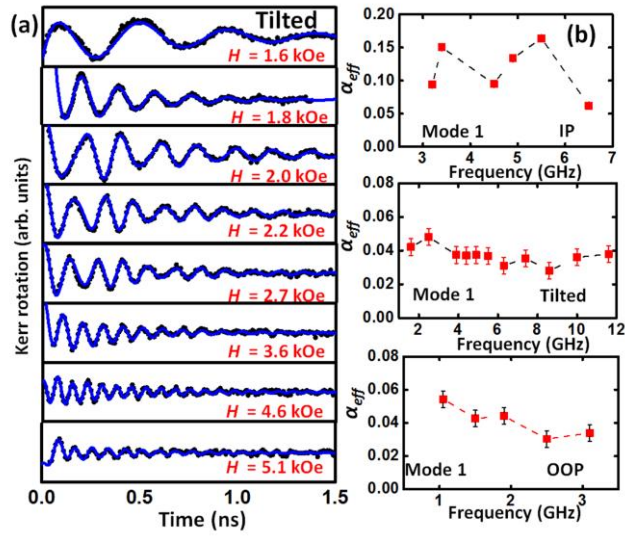 (a)
Tilted
H = 1.6 kOe
H = 1.8 kOe
H = 2.0 kOe
H = 2.2 kOe
H = 2.7 kOe
H = 3.6 kOe
H = 4.6 kOe
H = 5.1 kOe
Kerr rotation (arb. units)
0.0 0.5 1.0 1.5
Time (ns)
(b)
αeff
0.20
0.15
0.10
0.05
0.00
Mode 1 IP
3 4 5 6 7
Frequency (GHz)
αeff
0.08
0.06
0.04
0.02
0.00
Mode 1 Tilted
2 4 6 8 10 12
Frequency (GHz)
αeff
0.08
0.06
0.04
0.02
0.00
Mode 1 OOP
1 2 3
Frequency (GHz)